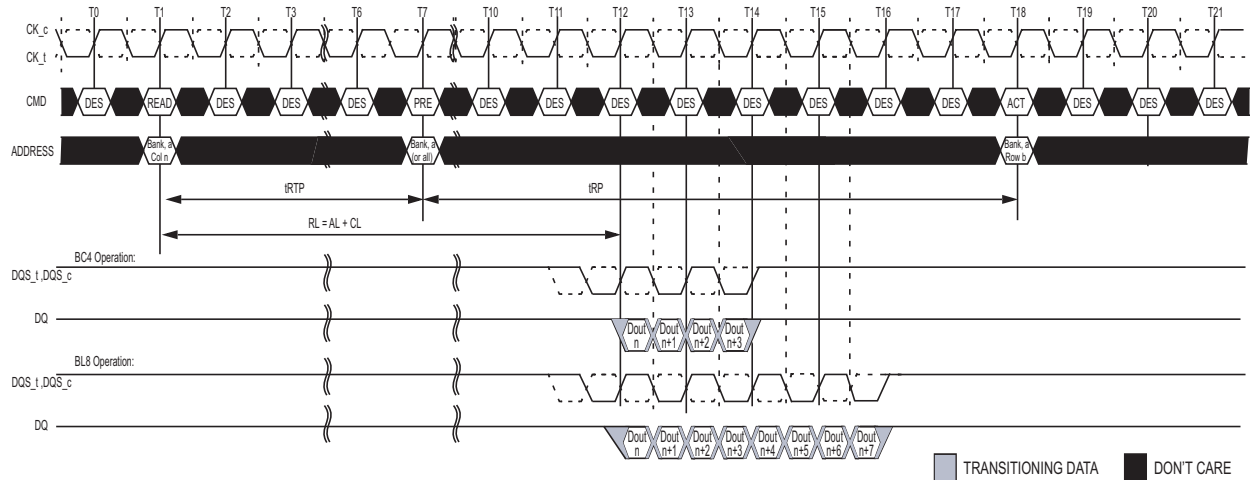 T0 T1 T2 T3 T6 T7 T10 T11 T12 T13 T14 T15 T16 T17 T18 T19 T20 T21
CK_c
CK_t
CMD DES READ DES DES DES PRE DES DES DES DES DES DES DES DES ACT DES DES DES
ADDRESS Bank, a Col n Bank, a (or all) Bank, a Row b
tRTP tRP
RL = AL + CL
BC4 Operation:
DQS_t ,DQS_c
DQ Dout n Dout n+1 Dout n+2 Dout n+3
BL8 Operation:
DQS_t ,DQS_c
DQ Dout n Dout n+1 Dout n+2 Dout n+3 Dout n+4 Dout n+5 Dout n+6 Dout n+7
TRANSITIONING DATA DON'T CARE